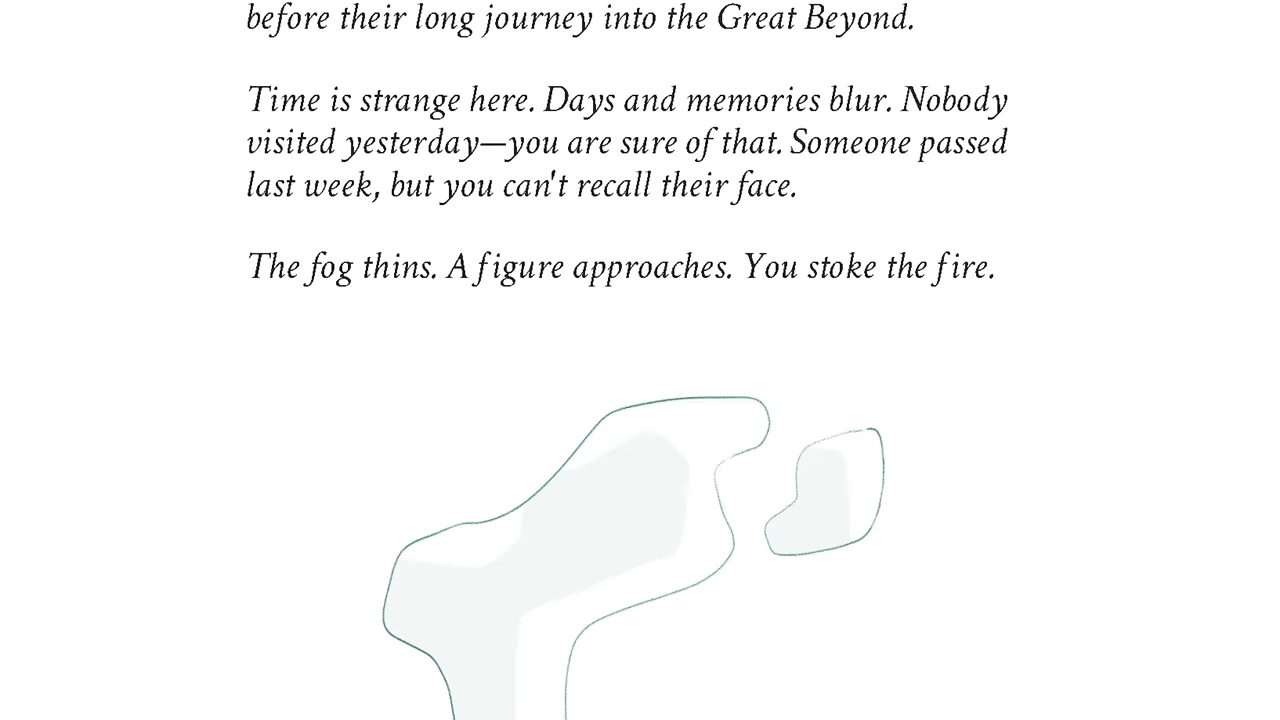 before their long journey into the Great Beyond.
Time is strange here. Days and memories blur. Nobody
visited yesterday—you are sure of that. Someone passed
last week, but you can't recall their face.
The fog thins. A figure approaches. You stoke the fire.